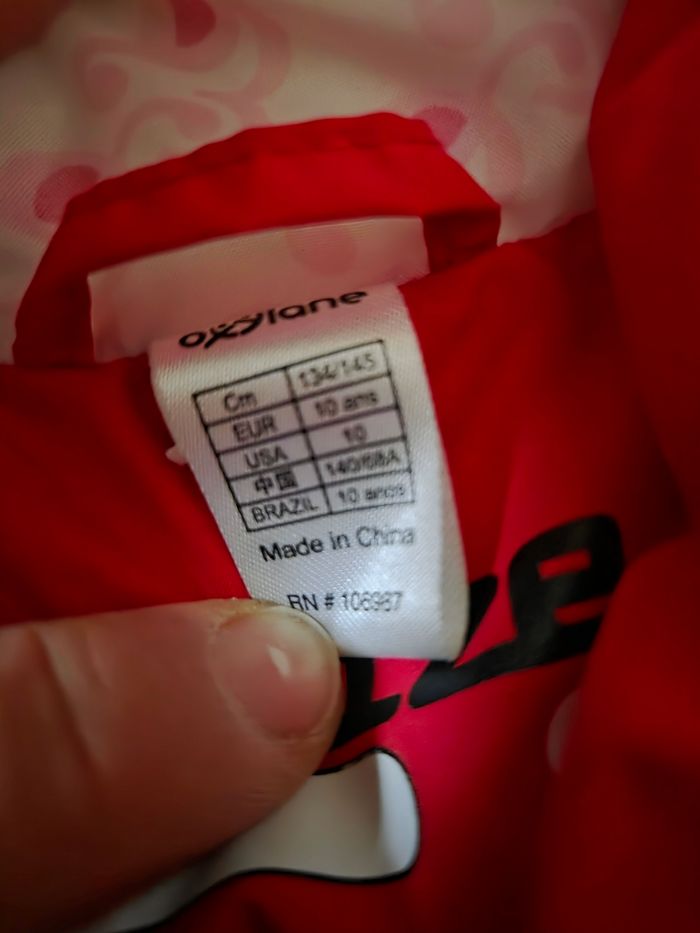 oxylane
Cm 134/145
EUR 10 ans
USA 10
中国 140/68A
BRAZIL 10 anos
Made in China
RN # 106987